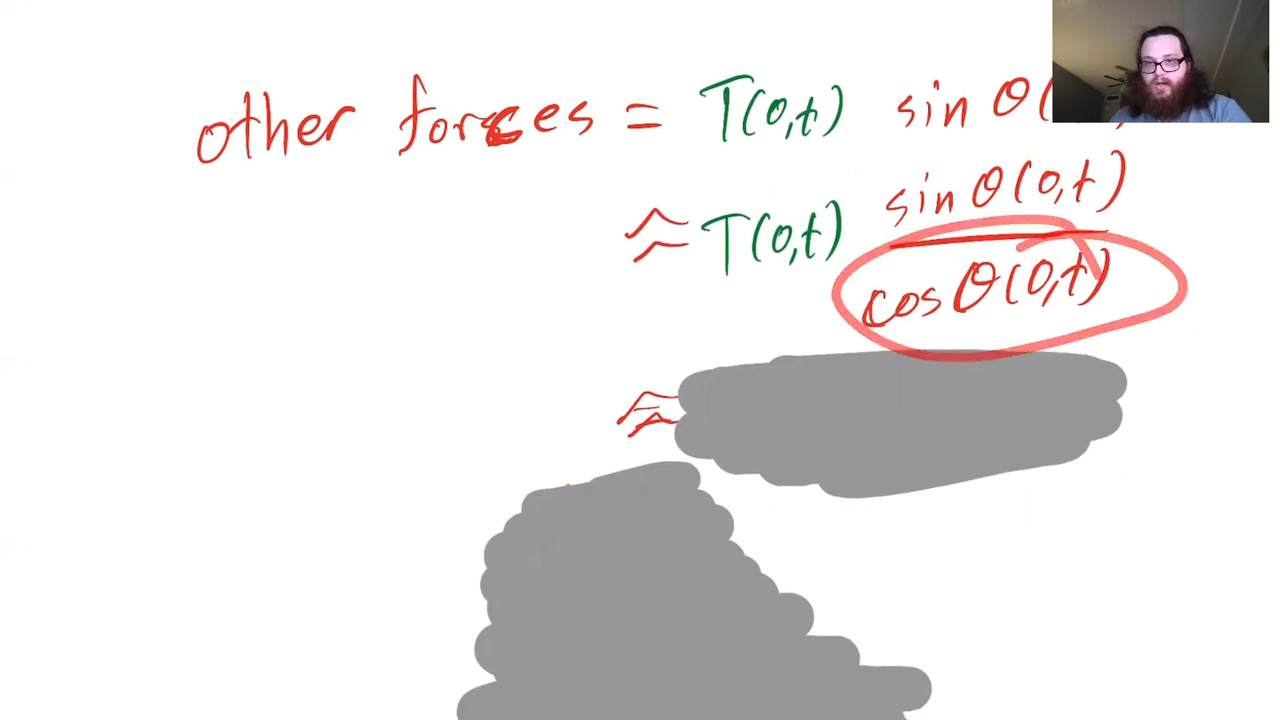 other forces = T(0,t) sin θ(
≈ T(0,t) sin θ(0,t)
cos θ(0,t)
≈